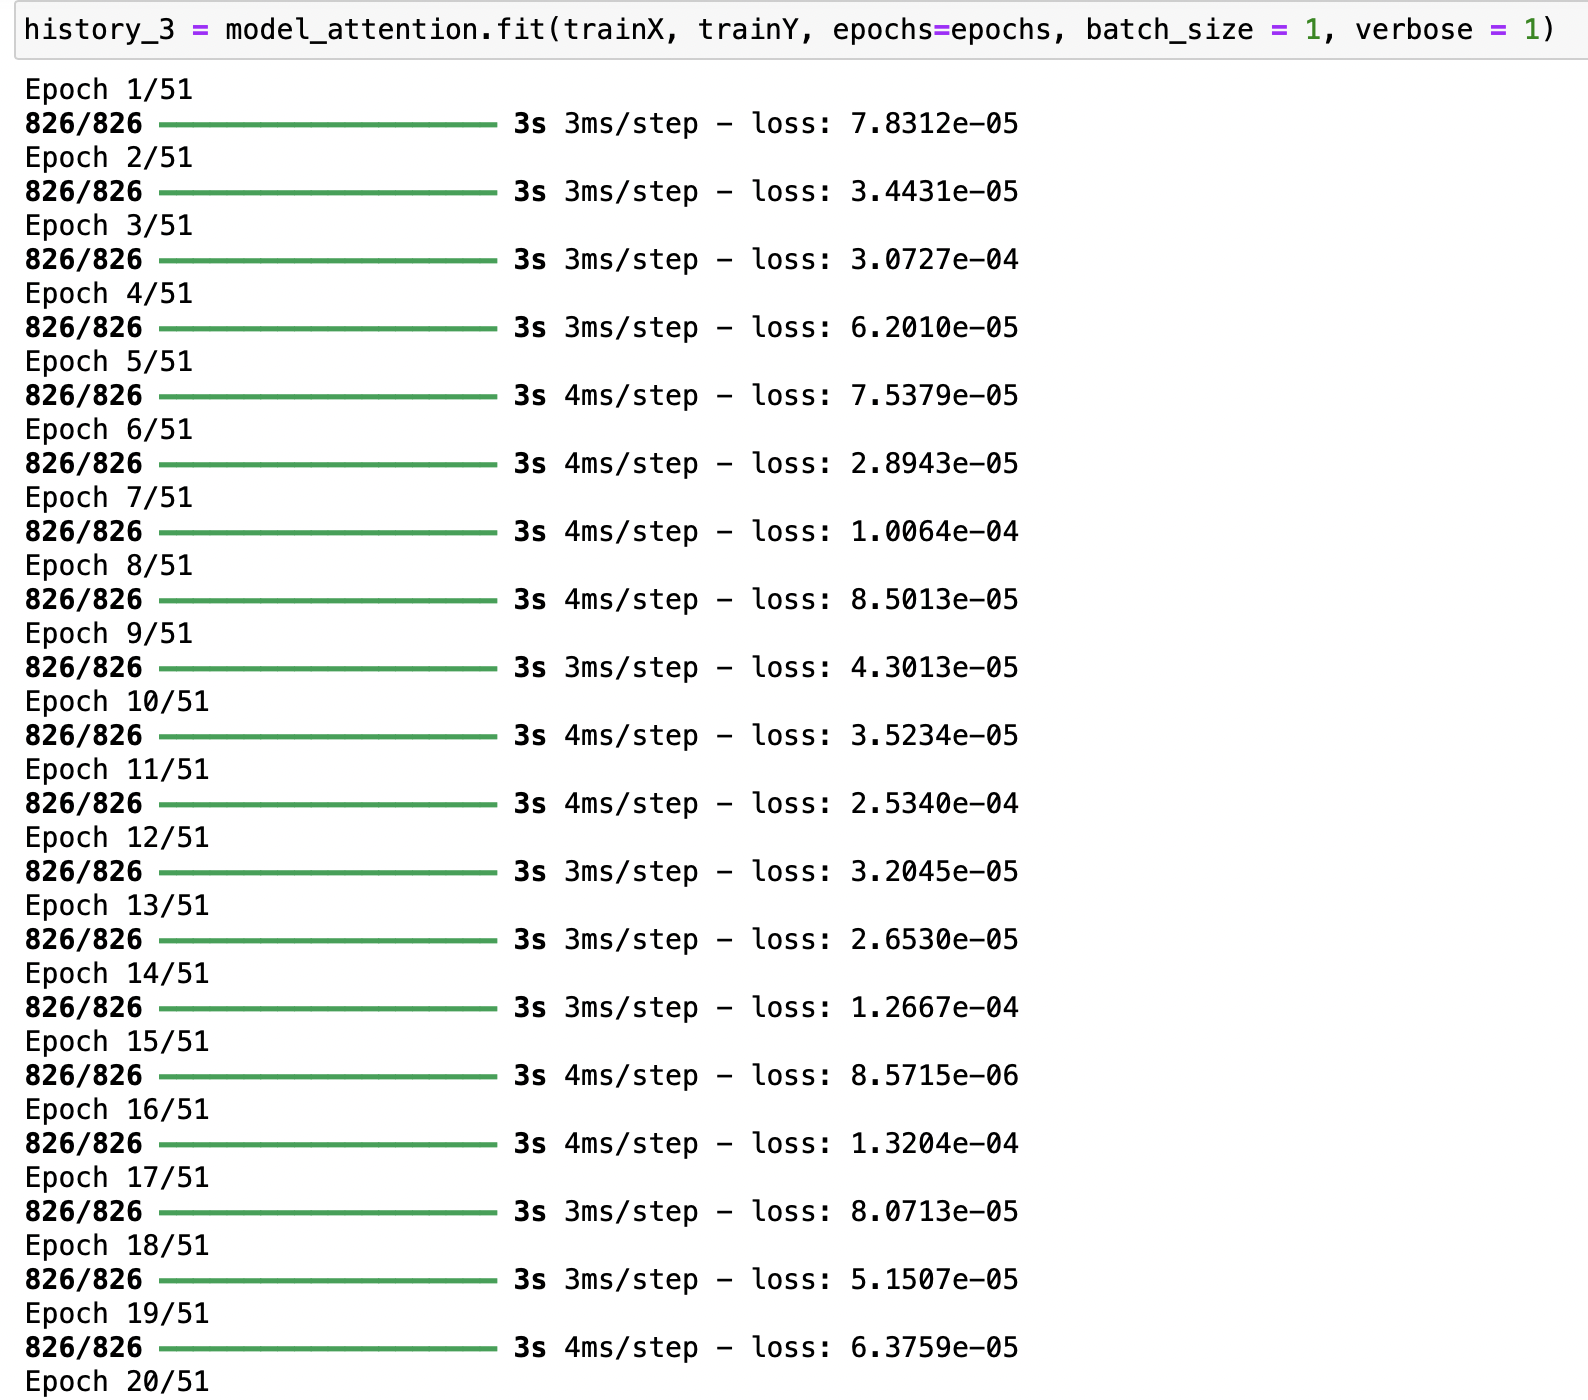 history_3 = model_attention.fit(trainX, trainY, epochs=epochs, batch_size = 1, verbose = 1)
Epoch 1/51
826/826 ━━━━━━━━━━━━━━━━━━━━ 3s 3ms/step – loss: 7.8312e–05
Epoch 2/51
826/826 ━━━━━━━━━━━━━━━━━━━━ 3s 3ms/step – loss: 3.4431e–05
Epoch 3/51
826/826 ━━━━━━━━━━━━━━━━━━━━ 3s 3ms/step – loss: 3.0727e–04
Epoch 4/51
826/826 ━━━━━━━━━━━━━━━━━━━━ 3s 3ms/step – loss: 6.2010e–05
Epoch 5/51
826/826 ━━━━━━━━━━━━━━━━━━━━ 3s 4ms/step – loss: 7.5379e–05
Epoch 6/51
826/826 ━━━━━━━━━━━━━━━━━━━━ 3s 4ms/step – loss: 2.8943e–05
Epoch 7/51
826/826 ━━━━━━━━━━━━━━━━━━━━ 3s 4ms/step – loss: 1.0064e–04
Epoch 8/51
826/826 ━━━━━━━━━━━━━━━━━━━━ 3s 4ms/step – loss: 8.5013e–05
Epoch 9/51
826/826 ━━━━━━━━━━━━━━━━━━━━ 3s 3ms/step – loss: 4.3013e–05
Epoch 10/51
826/826 ━━━━━━━━━━━━━━━━━━━━ 3s 4ms/step – loss: 3.5234e–05
Epoch 11/51
826/826 ━━━━━━━━━━━━━━━━━━━━ 3s 4ms/step – loss: 2.5340e–04
Epoch 12/51
826/826 ━━━━━━━━━━━━━━━━━━━━ 3s 3ms/step – loss: 3.2045e–05
Epoch 13/51
826/826 ━━━━━━━━━━━━━━━━━━━━ 3s 3ms/step – loss: 2.6530e–05
Epoch 14/51
826/826 ━━━━━━━━━━━━━━━━━━━━ 3s 3ms/step – loss: 1.2667e–04
Epoch 15/51
826/826 ━━━━━━━━━━━━━━━━━━━━ 3s 4ms/step – loss: 8.5715e–06
Epoch 16/51
826/826 ━━━━━━━━━━━━━━━━━━━━ 3s 4ms/step – loss: 1.3204e–04
Epoch 17/51
826/826 ━━━━━━━━━━━━━━━━━━━━ 3s 3ms/step – loss: 8.0713e–05
Epoch 18/51
826/826 ━━━━━━━━━━━━━━━━━━━━ 3s 3ms/step – loss: 5.1507e–05
Epoch 19/51
826/826 ━━━━━━━━━━━━━━━━━━━━ 3s 4ms/step – loss: 6.3759e–05
Epoch 20/51